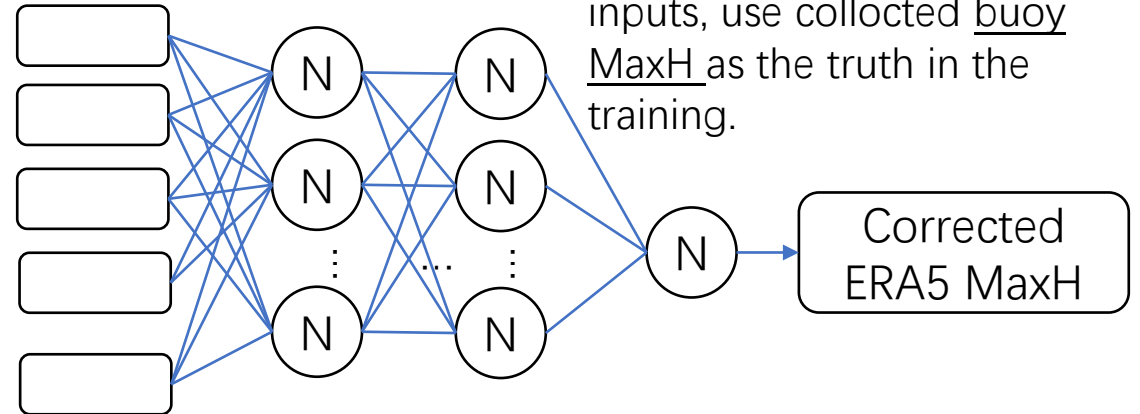 inputs, use collocted buoy
MaxH as the truth in the
training.
N
N
N
N
⋮
...
⋮
N
N
N
Corrected
ERA5 MaxH